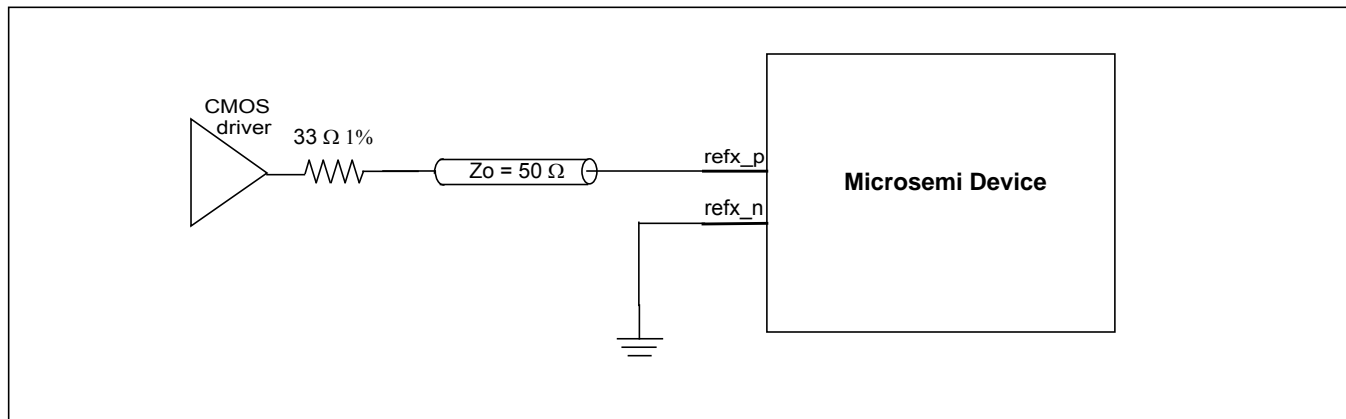 CMOS
driver
33 Ω 1%
Zo = 50 Ω
refx_p
refx_n
Microsemi Device